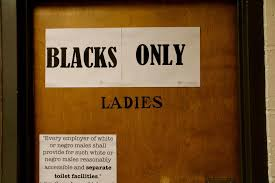 BLACKS ONLY
LADIES
"Every employer of white
or negro males shall
provide for such white or
negro males reasonably
accessible and separate
toilet facilities."